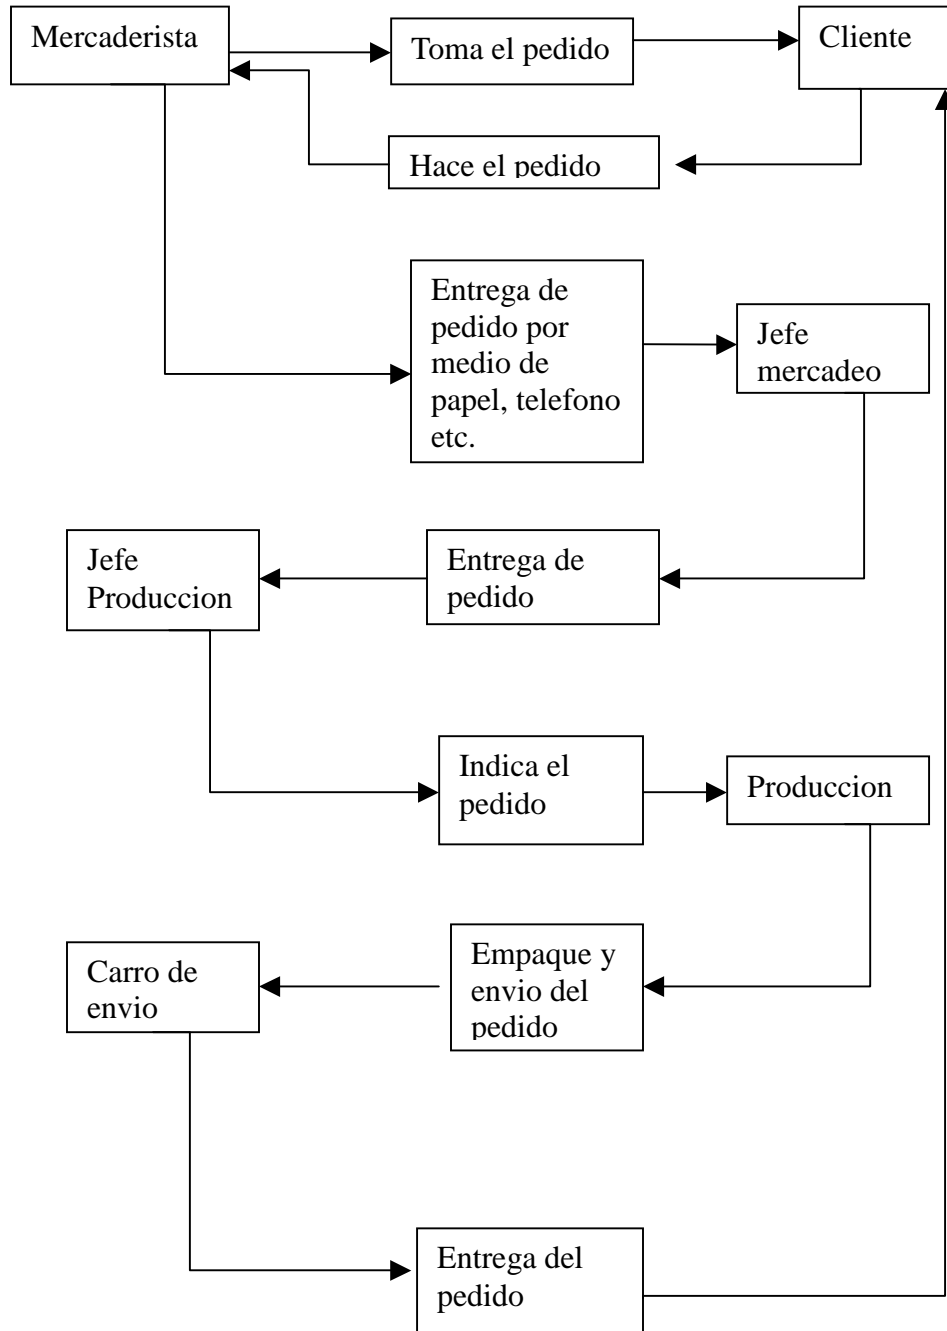 Mercaderista
Toma el pedido
Cliente
Hace el pedido
Entrega de
pedido por
medio de
papel, telefono
etc.
Jefe
mercadeo
Jefe
Produccion
Entrega de
pedido
Indica el
pedido
Produccion
Carro de
envio
Empaque y
envio del
pedido
Entrega del
pedido